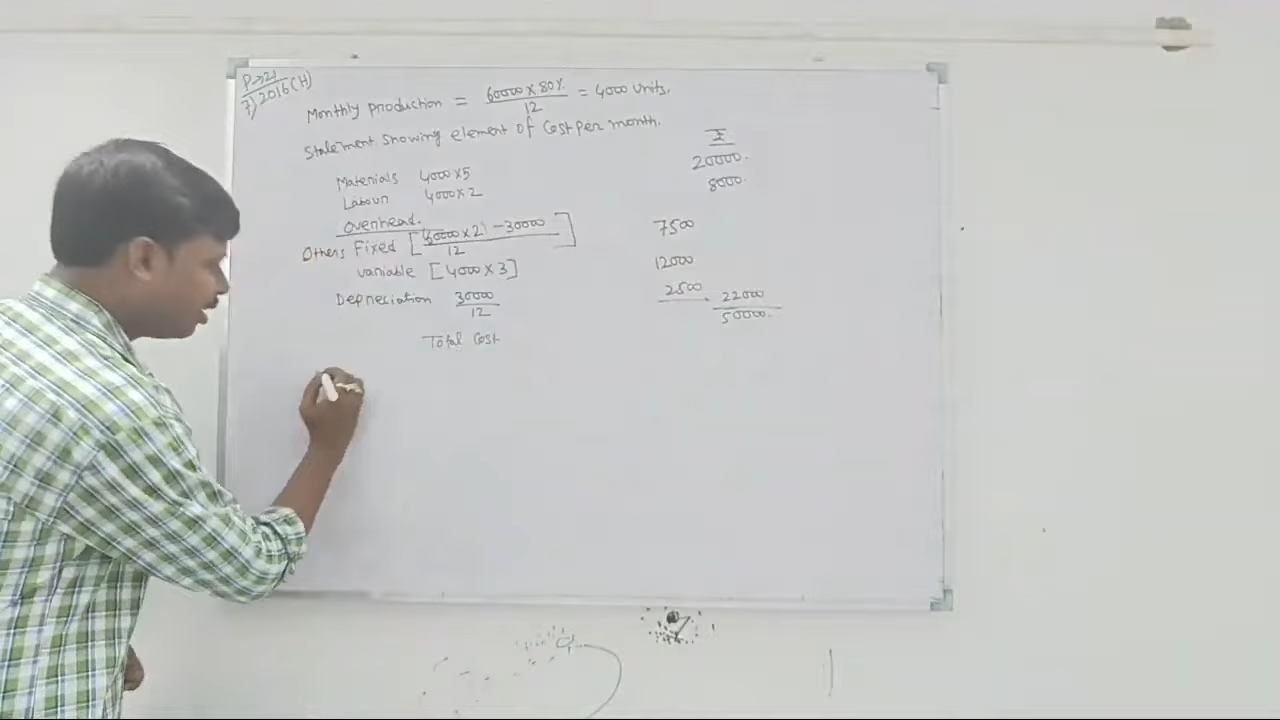 P-21
7) 2016(H)
Monthly production = 60000 x 80% / 12 = 4000 units.
Statement showing element of cost per month.
₹
Materials 4000 x 5 20000.
Labour 4000 x 2 8000.
Overhead.
Others Fixed [60000 x 2) - 30000 / 12] 7500
variable [4000 x 3] 12000
Depreciation 30000 / 12 2500 22000
50000.
Total cost